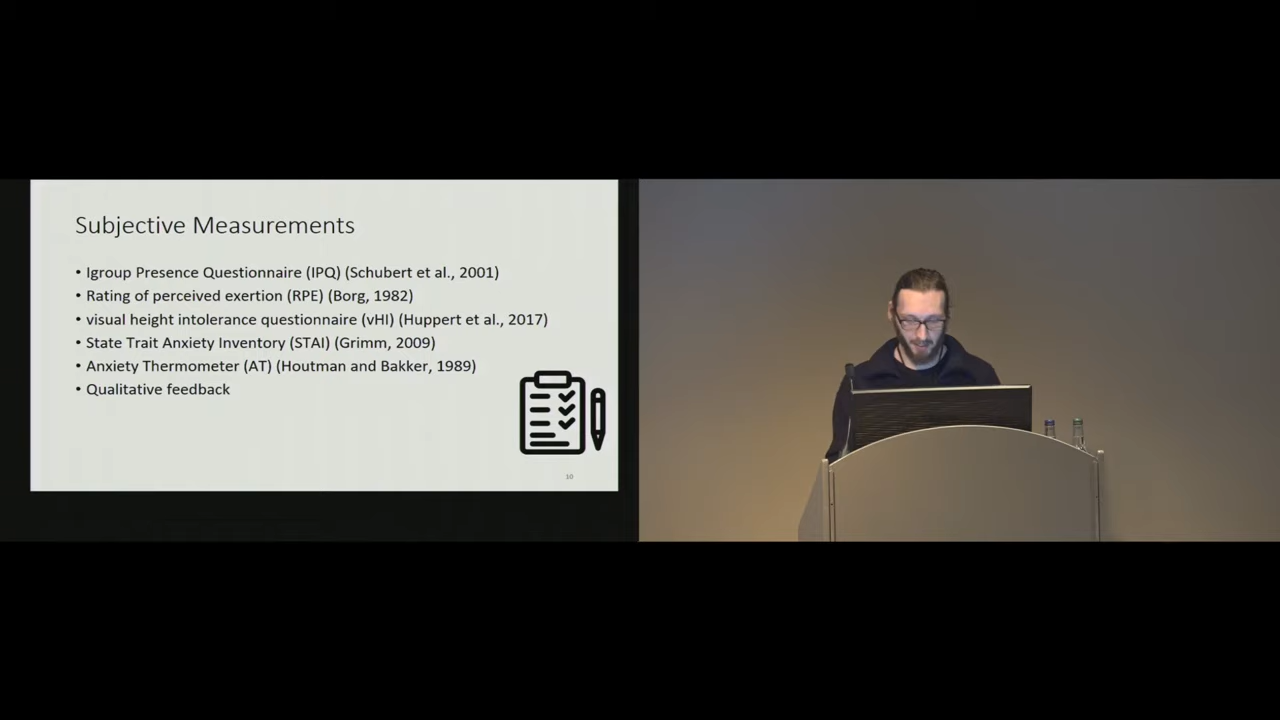 Subjective Measurements
• Igroup Presence Questionnaire (IPQ) (Schubert et al., 2001)
• Rating of perceived exertion (RPE) (Borg, 1982)
• visual height intolerance questionnaire (vHI) (Huppert et al., 2017)
• State Trait Anxiety Inventory (STAI) (Grimm, 2009)
• Anxiety Thermometer (AT) (Houtman and Bakker, 1989)
• Qualitative feedback
10